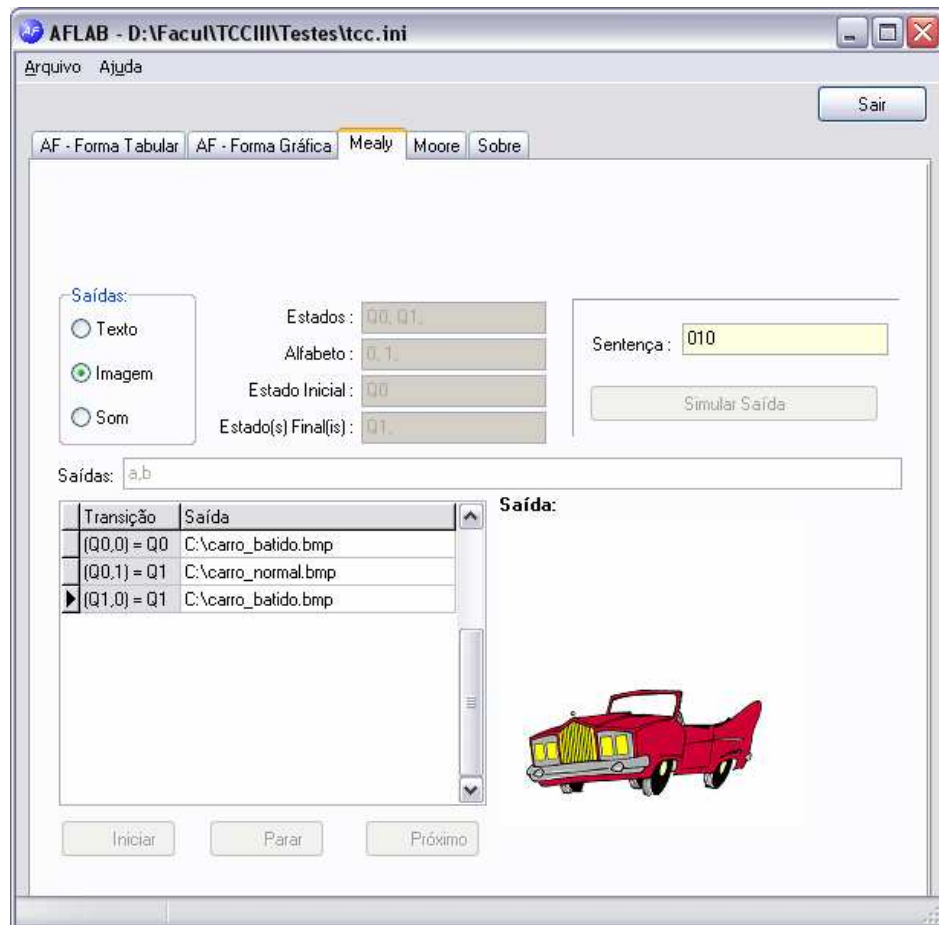 AFLAB - D:\Facul\TCCIII\Testes\tcc.ini
Arquivo Ajuda
Sair
AF - Forma Tabular AF - Forma Gráfica Mealy Moore Sobre
Saídas:
Texto
Imagem
Som
Estados : Q0, Q1,
Alfabeto : 0, 1,
Estado Inicial : Q0
Estado(s) Final(is) : Q1,
Sentença : 010
Simular Saída
Saídas: a,b
Transição Saída
(Q0,0) = Q0 C:\carro_batido.bmp
(Q0,1) = Q1 C:\carro_normal.bmp
(Q1,0) = Q1 C:\carro_batido.bmp
Saída:
Iniciar Parar Próximo